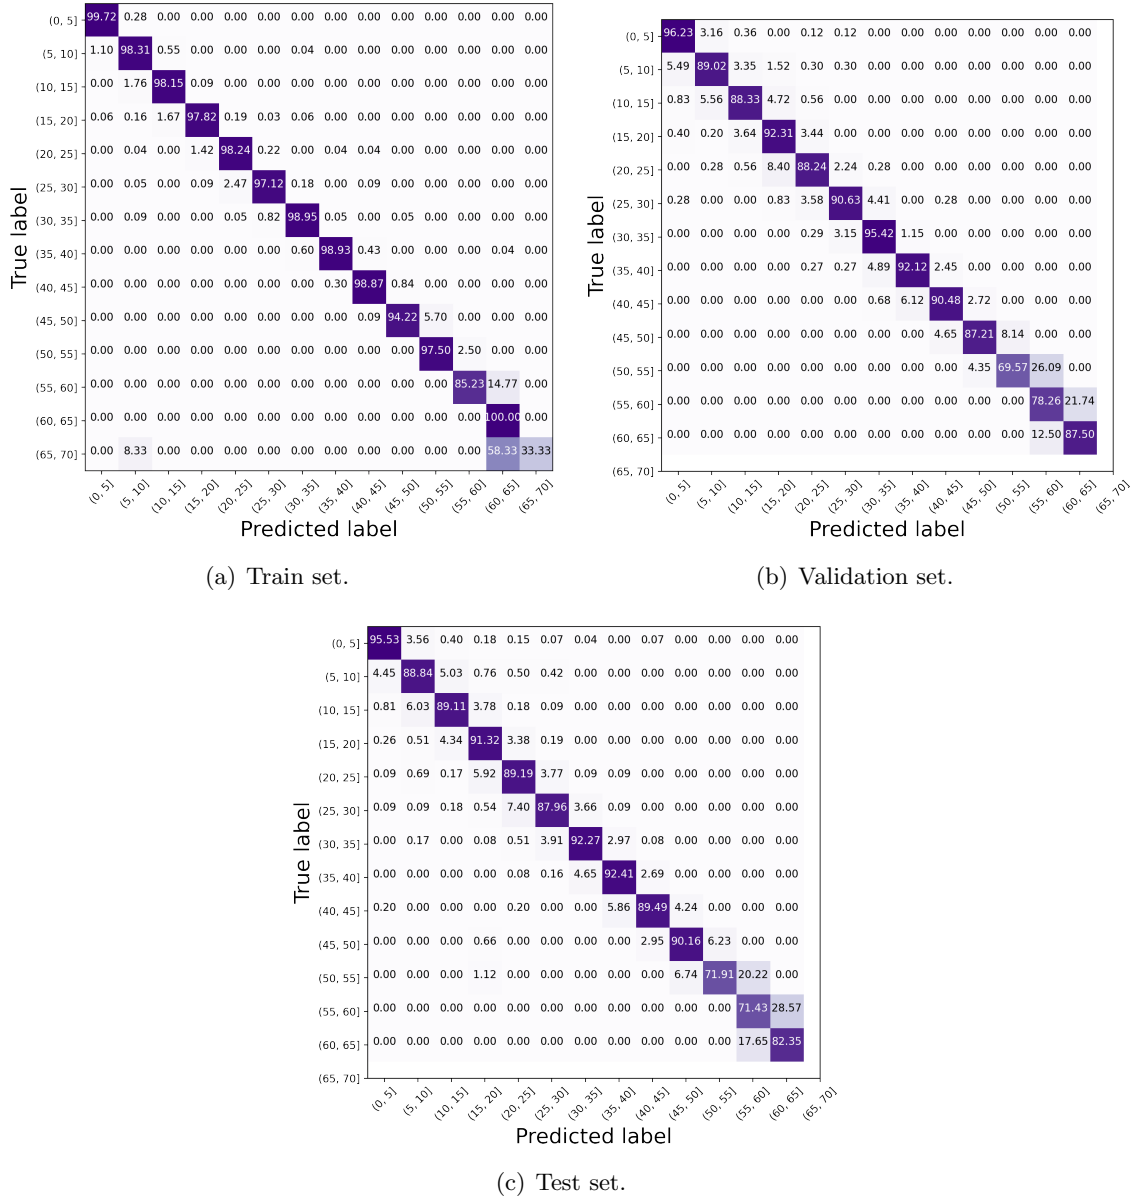 (0, 5] 99.72 0.28 0.00 0.00 0.00 0.00 0.00 0.00 0.00 0.00 0.00 0.00 0.00 0.00
(5, 10] 1.10 98.31 0.55 0.00 0.00 0.00 0.04 0.00 0.00 0.00 0.00 0.00 0.00 0.00
(10, 15] 0.00 1.76 98.15 0.09 0.00 0.00 0.00 0.00 0.00 0.00 0.00 0.00 0.00 0.00
(15, 20] 0.06 0.16 1.67 97.82 0.19 0.03 0.06 0.00 0.00 0.00 0.00 0.00 0.00 0.00
(20, 25] 0.00 0.04 0.00 1.42 98.24 0.22 0.00 0.04 0.04 0.00 0.00 0.00 0.00 0.00
(25, 30] 0.00 0.05 0.00 0.09 2.47 97.12 0.18 0.00 0.09 0.00 0.00 0.00 0.00 0.00
(30, 35] 0.00 0.09 0.00 0.00 0.05 0.82 98.95 0.05 0.00 0.05 0.00 0.00 0.00 0.00
(35, 40] 0.00 0.00 0.00 0.00 0.00 0.00 0.60 98.93 0.43 0.00 0.00 0.00 0.04 0.00
(40, 45] 0.00 0.00 0.00 0.00 0.00 0.00 0.00 0.30 98.87 0.84 0.00 0.00 0.00 0.00
(45, 50] 0.00 0.00 0.00 0.00 0.00 0.00 0.00 0.00 0.09 94.22 5.70 0.00 0.00 0.00
(50, 55] 0.00 0.00 0.00 0.00 0.00 0.00 0.00 0.00 0.00 0.00 97.50 2.50 0.00 0.00
(55, 60] 0.00 0.00 0.00 0.00 0.00 0.00 0.00 0.00 0.00 0.00 0.00 85.23 14.77 0.00
(60, 65] 0.00 0.00 0.00 0.00 0.00 0.00 0.00 0.00 0.00 0.00 0.00 0.00 100.00 0.00
(65, 70] 0.00 8.33 0.00 0.00 0.00 0.00 0.00 0.00 0.00 0.00 0.00 0.00 58.33 33.33
True label
(0, 5] (5, 10] (10, 15] (15, 20] (20, 25] (25, 30] (30, 35] (35, 40] (40, 45] (45, 50] (50, 55] (55, 60] (60, 65] (65, 70]
Predicted label
(a) Train set.
(0, 5] 96.23 3.16 0.36 0.00 0.12 0.12 0.00 0.00 0.00 0.00 0.00 0.00 0.00
(5, 10] 5.49 89.02 3.35 1.52 0.30 0.30 0.00 0.00 0.00 0.00 0.00 0.00 0.00
(10, 15] 0.83 5.56 88.33 4.72 0.56 0.00 0.00 0.00 0.00 0.00 0.00 0.00 0.00
(15, 20] 0.40 0.20 3.64 92.31 3.44 0.00 0.00 0.00 0.00 0.00 0.00 0.00 0.00
(20, 25] 0.00 0.28 0.56 8.40 88.24 2.24 0.28 0.00 0.00 0.00 0.00 0.00 0.00
(25, 30] 0.28 0.00 0.00 0.83 3.58 90.63 4.41 0.00 0.28 0.00 0.00 0.00 0.00
(30, 35] 0.00 0.00 0.00 0.00 0.29 3.15 95.42 1.15 0.00 0.00 0.00 0.00 0.00
(35, 40] 0.00 0.00 0.00 0.00 0.27 0.27 4.89 92.12 2.45 0.00 0.00 0.00 0.00
(40, 45] 0.00 0.00 0.00 0.00 0.00 0.00 0.68 6.12 90.48 2.72 0.00 0.00 0.00
(45, 50] 0.00 0.00 0.00 0.00 0.00 0.00 0.00 0.00 4.65 87.21 8.14 0.00 0.00
(50, 55] 0.00 0.00 0.00 0.00 0.00 0.00 0.00 0.00 0.00 4.35 69.57 26.09 0.00
(55, 60] 0.00 0.00 0.00 0.00 0.00 0.00 0.00 0.00 0.00 0.00 0.00 78.26 21.74
(60, 65] 0.00 0.00 0.00 0.00 0.00 0.00 0.00 0.00 0.00 0.00 0.00 12.50 87.50
(65, 70]
True label
(0, 5] (5, 10] (10, 15] (15, 20] (20, 25] (25, 30] (30, 35] (35, 40] (40, 45] (45, 50] (50, 55] (55, 60] (60, 65] (65, 70]
Predicted label
(b) Validation set.
(0, 5] 95.53 3.56 0.40 0.18 0.15 0.07 0.04 0.00 0.07 0.00 0.00 0.00 0.00
(5, 10] 4.45 88.84 5.03 0.76 0.50 0.42 0.00 0.00 0.00 0.00 0.00 0.00 0.00
(10, 15] 0.81 6.03 89.11 3.78 0.18 0.09 0.00 0.00 0.00 0.00 0.00 0.00 0.00
(15, 20] 0.26 0.51 4.34 91.32 3.38 0.19 0.00 0.00 0.00 0.00 0.00 0.00 0.00
(20, 25] 0.09 0.69 0.17 5.92 89.19 3.77 0.09 0.09 0.00 0.00 0.00 0.00 0.00
(25, 30] 0.09 0.09 0.18 0.54 7.40 87.96 3.66 0.09 0.00 0.00 0.00 0.00 0.00
(30, 35] 0.00 0.17 0.00 0.08 0.51 3.91 92.27 2.97 0.08 0.00 0.00 0.00 0.00
(35, 40] 0.00 0.00 0.00 0.00 0.08 0.16 4.65 92.41 2.69 0.00 0.00 0.00 0.00
(40, 45] 0.20 0.00 0.00 0.00 0.20 0.00 0.00 5.86 89.49 4.24 0.00 0.00 0.00
(45, 50] 0.00 0.00 0.00 0.66 0.00 0.00 0.00 0.00 2.95 90.16 6.23 0.00 0.00
(50, 55] 0.00 0.00 0.00 1.12 0.00 0.00 0.00 0.00 0.00 6.74 71.91 20.22 0.00
(55, 60] 0.00 0.00 0.00 0.00 0.00 0.00 0.00 0.00 0.00 0.00 0.00 71.43 28.57
(60, 65] 0.00 0.00 0.00 0.00 0.00 0.00 0.00 0.00 0.00 0.00 0.00 17.65 82.35
(65, 70]
True label
(0, 5] (5, 10] (10, 15] (15, 20] (20, 25] (25, 30] (30, 35] (35, 40] (40, 45] (45, 50] (50, 55] (55, 60] (60, 65] (65, 70]
Predicted label
(c) Test set.